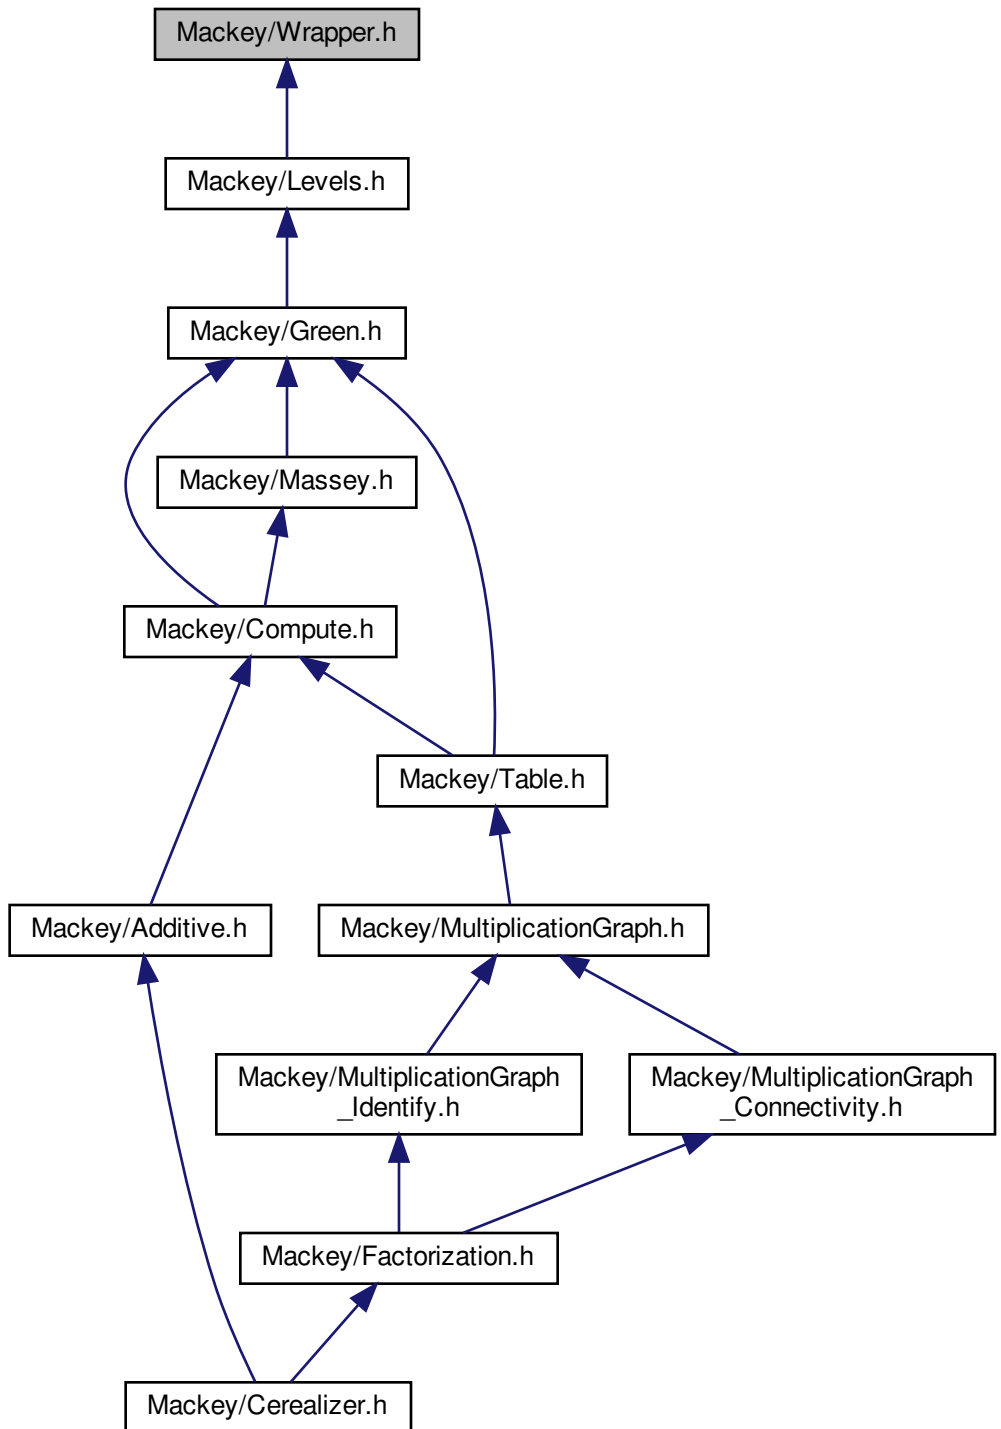 Mackey/Wrapper.h
Mackey/Levels.h
Mackey/Green.h
Mackey/Massey.h
Mackey/Compute.h
Mackey/Table.h
Mackey/Additive.h
Mackey/MultiplicationGraph.h
Mackey/MultiplicationGraph
_Identify.h
Mackey/MultiplicationGraph
_Connectivity.h
Mackey/Factorization.h
Mackey/Cerealizer.h